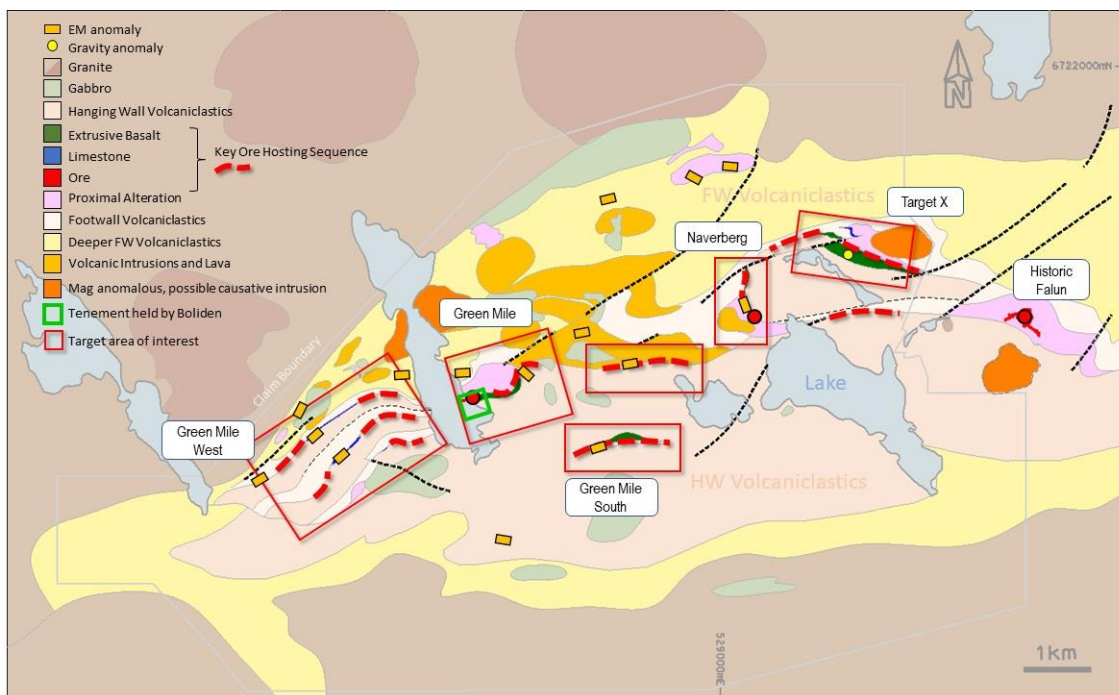 EM anomaly
Gravity anomaly
Granite
Gabbro
Hanging Wall Volcaniclastics
Extrusive Basalt
Limestone
Key Ore Hosting Sequence
Ore
Proximal Alteration
Footwall Volcaniclastics
Deeper FW Volcaniclastics
Volcanic Intrusions and Lava
Mag anomalous, possible causative intrusion
Tenement held by Boliden
Target area of interest
6722000mN
N
FW Volcaniclastics
Target X
Naverberg
Historic
Falun
Green Mile
Lake
Claim Boundary
Green Mile
West
Green Mile
South
HW Volcaniclastics
529000mE
1km